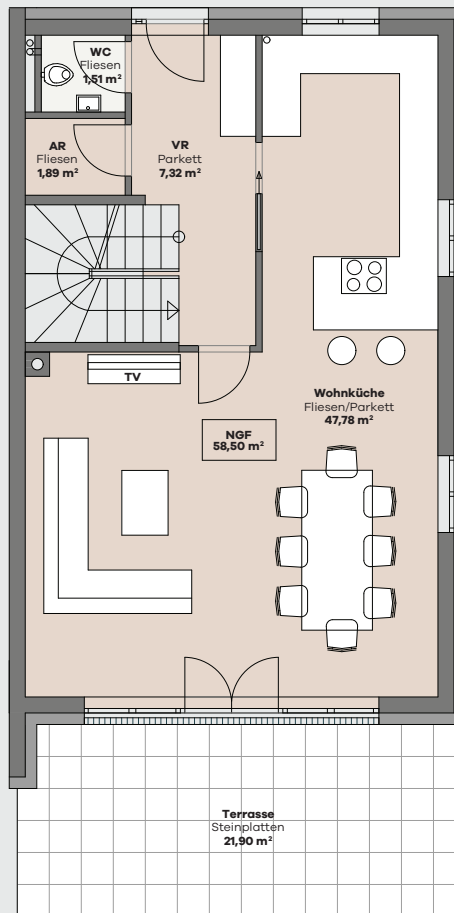 WC
Fliesen
1,51 m²
AR
Fliesen
1,89 m²
VR
Parkett
7,32 m²
TV
Wohnküche
Fliesen/Parkett
47,78 m²
NGF
58,50 m²
Terrasse
Steinplatten
21,90 m²